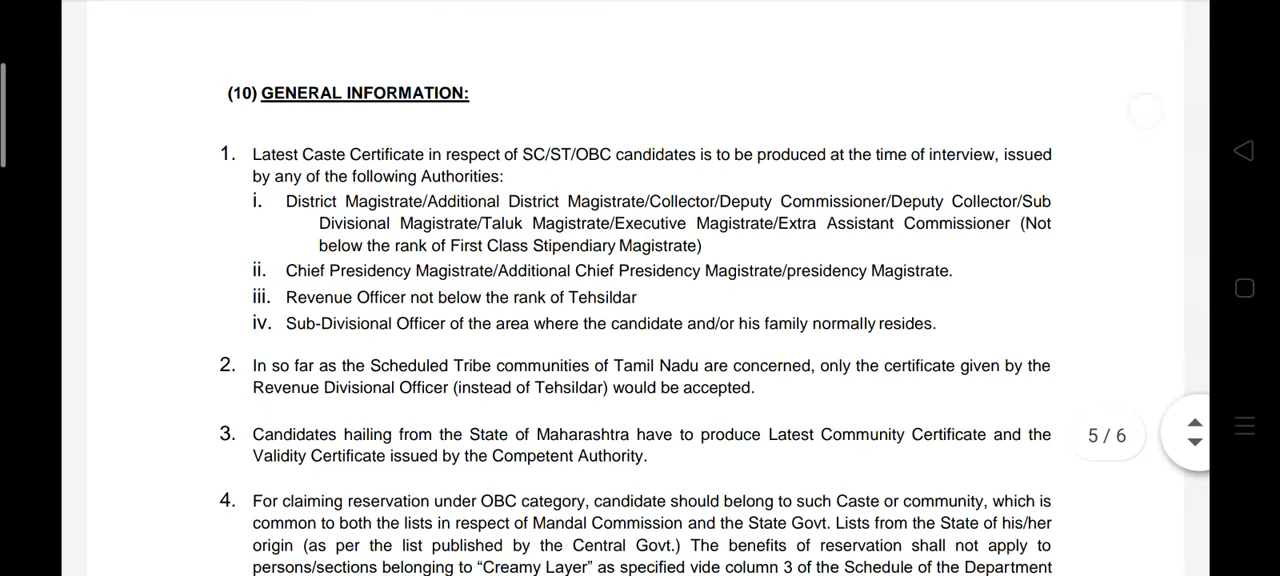 (10) GENERAL INFORMATION:
1. Latest Caste Certificate in respect of SC/ST/OBC candidates is to be produced at the time of interview, issued
by any of the following Authorities:
i. District Magistrate/Additional District Magistrate/Collector/Deputy Commissioner/Deputy Collector/Sub
Divisional Magistrate/Taluk Magistrate/Executive Magistrate/Extra Assistant Commissioner (Not
below the rank of First Class Stipendiary Magistrate)
ii. Chief Presidency Magistrate/Additional Chief Presidency Magistrate/presidency Magistrate.
iii. Revenue Officer not below the rank of Tehsildar
iv. Sub-Divisional Officer of the area where the candidate and/or his family normally resides.
2. In so far as the Scheduled Tribe communities of Tamil Nadu are concerned, only the certificate given by the
Revenue Divisional Officer (instead of Tehsildar) would be accepted.
3. Candidates hailing from the State of Maharashtra have to produce Latest Community Certificate and the
Validity Certificate issued by the Competent Authority.
5 / 6
4. For claiming reservation under OBC category, candidate should belong to such Caste or community, which is
common to both the lists in respect of Mandal Commission and the State Govt. Lists from the State of his/her
origin (as per the list published by the Central Govt.) The benefits of reservation shall not apply to
persons/sections belonging to “Creamy Layer” as specified vide column 3 of the Schedule of the Department